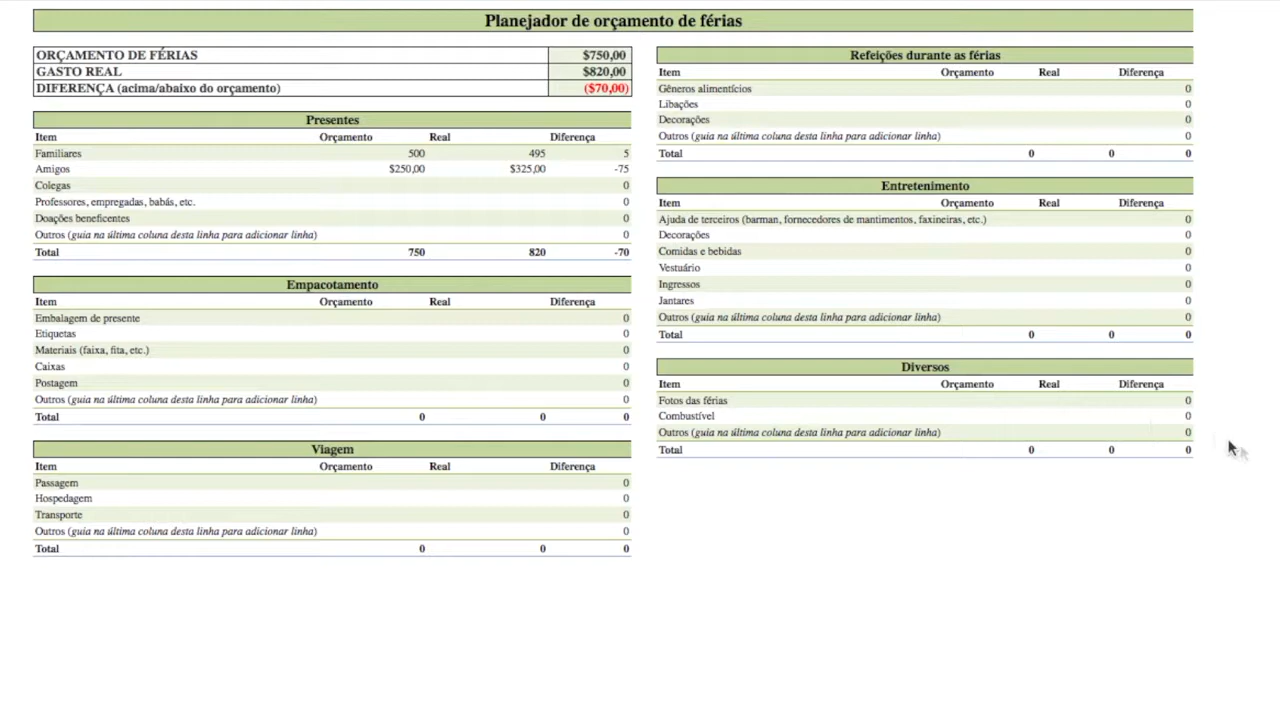 Planejador de orçamento de férias
ORÇAMENTO DE FÉRIAS $750,00
GASTO REAL $820,00
DIFERENÇA (acima/abaixo do orçamento) ($70,00)
Presentes
Item Orçamento Real Diferença
Familiares 500 495 5
Amigos $250,00 $325,00 -75
Colegas 0
Professores, empregadas, babás, etc. 0
Doações beneficentes 0
Outros (guia na última coluna desta linha para adicionar linha) 0
Total 750 820 -70
Empacotamento
Item Orçamento Real Diferença
Embalagem de presente 0
Etiquetas 0
Materiais (faixa, fita, etc.) 0
Caixas 0
Postagem 0
Outros (guia na última coluna desta linha para adicionar linha) 0
Total 0 0 0
Viagem
Item Orçamento Real Diferença
Passagem 0
Hospedagem 0
Transporte 0
Outros (guia na última coluna desta linha para adicionar linha) 0
Total 0 0 0
Refeições durante as férias
Item Orçamento Real Diferença
Gêneros alimentícios 0
Libações 0
Decorações 0
Outros (guia na última coluna desta linha para adicionar linha) 0
Total 0 0 0
Entretenimento
Item Orçamento Real Diferença
Ajuda de terceiros (barman, fornecedores de mantimentos, faxineiras, etc.) 0
Decorações 0
Comidas e bebidas 0
Vestuário 0
Ingressos 0
Jantares 0
Outros (guia na última coluna desta linha para adicionar linha) 0
Total 0 0 0
Diversos
Item Orçamento Real Diferença
Fotos das férias 0
Combustível 0
Outros (guia na última coluna desta linha para adicionar linha) 0
Total 0 0 0